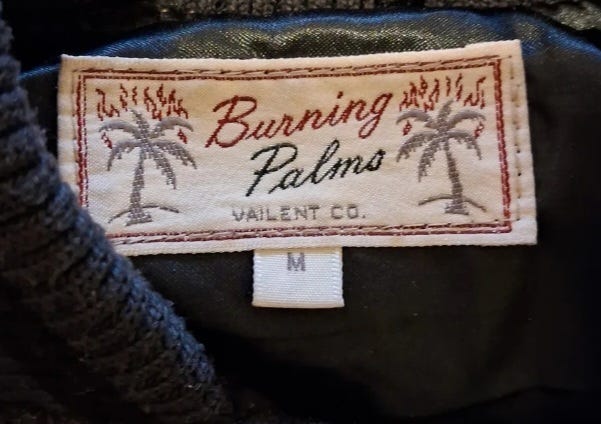 Burning
Palms
VAILENT CO.
M